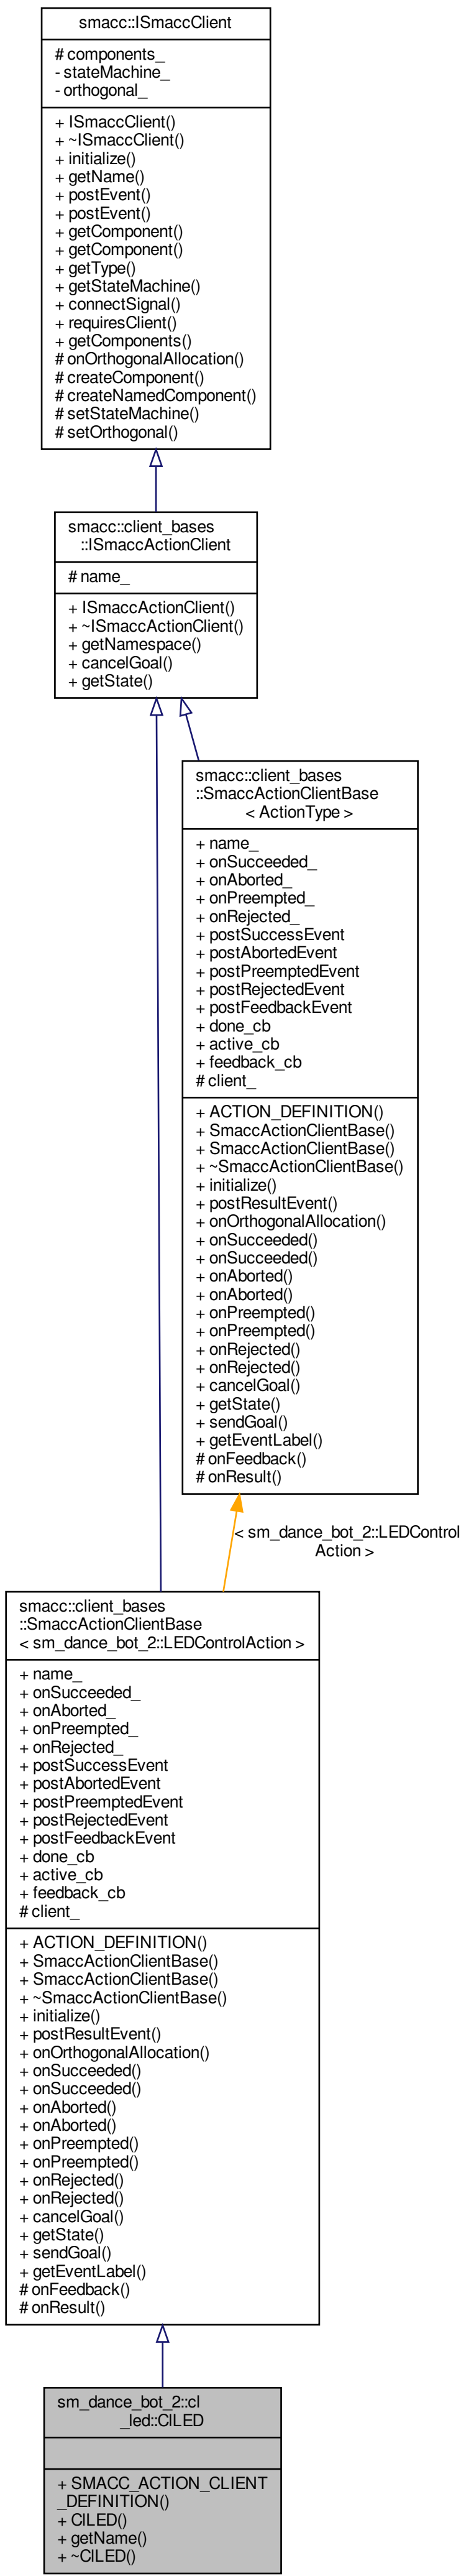 smacc::ISmaccClient
# components_
- stateMachine_
- orthogonal_
+ ISmaccClient()
+ ~ISmaccClient()
+ initialize()
+ getName()
+ postEvent()
+ postEvent()
+ getComponent()
+ getComponent()
+ getType()
+ getStateMachine()
+ connectSignal()
+ requiresClient()
+ getComponents()
# onOrthogonalAllocation()
# createComponent()
# createNamedComponent()
# setStateMachine()
# setOrthogonal()
smacc::client_bases
::ISmaccActionClient
# name_
+ ISmaccActionClient()
+ ~ISmaccActionClient()
+ getNamespace()
+ cancelGoal()
+ getState()
smacc::client_bases
::SmaccActionClientBase
< ActionType >
+ name_
+ onSucceeded_
+ onAborted_
+ onPreempted_
+ onRejected_
+ postSuccessEvent
+ postAbortedEvent
+ postPreemptedEvent
+ postRejectedEvent
+ postFeedbackEvent
+ done_cb
+ active_cb
+ feedback_cb
# client_
+ ACTION_DEFINITION()
+ SmaccActionClientBase()
+ SmaccActionClientBase()
+ ~SmaccActionClientBase()
+ initialize()
+ postResultEvent()
+ onOrthogonalAllocation()
+ onSucceeded()
+ onSucceeded()
+ onAborted()
+ onAborted()
+ onPreempted()
+ onPreempted()
+ onRejected()
+ onRejected()
+ cancelGoal()
+ getState()
+ sendGoal()
+ getEventLabel()
# onFeedback()
# onResult()
< sm_dance_bot_2::LEDControl
Action >
smacc::client_bases
::SmaccActionClientBase
< sm_dance_bot_2::LEDControlAction >
+ name_
+ onSucceeded_
+ onAborted_
+ onPreempted_
+ onRejected_
+ postSuccessEvent
+ postAbortedEvent
+ postPreemptedEvent
+ postRejectedEvent
+ postFeedbackEvent
+ done_cb
+ active_cb
+ feedback_cb
# client_
+ ACTION_DEFINITION()
+ SmaccActionClientBase()
+ SmaccActionClientBase()
+ ~SmaccActionClientBase()
+ initialize()
+ postResultEvent()
+ onOrthogonalAllocation()
+ onSucceeded()
+ onSucceeded()
+ onAborted()
+ onAborted()
+ onPreempted()
+ onPreempted()
+ onRejected()
+ onRejected()
+ cancelGoal()
+ getState()
+ sendGoal()
+ getEventLabel()
# onFeedback()
# onResult()
sm_dance_bot_2::cl
_led::ClLED
+ SMACC_ACTION_CLIENT
_DEFINITION()
+ ClLED()
+ getName()
+ ~ClLED()